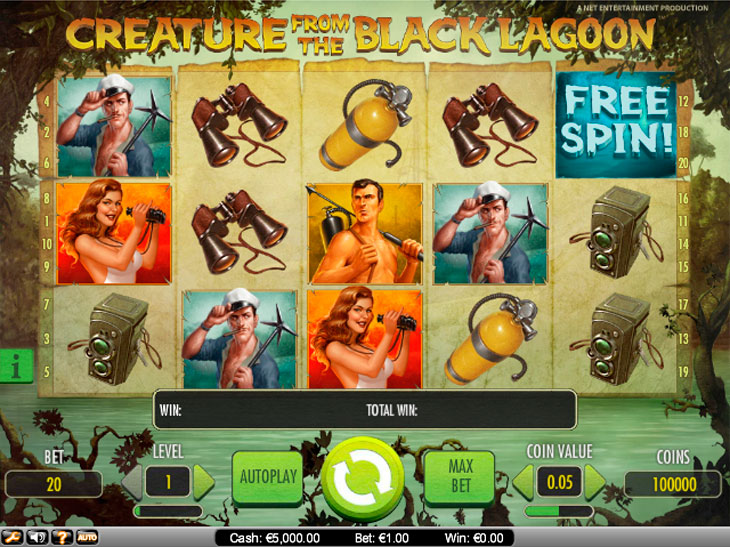 A NET ENTERTAINMENT PRODUCTION
CREATURE FROM THE BLACK LAGOON
FREE
SPIN!
4
2
6
8
1
10
9
7
3
5
12
18
20
16
11
14
15
17
13
19
i
WIN: TOTAL WIN:
BET
20
LEVEL
1
AUTOPLAY
MAX
BET
COIN VALUE
0.05
COINS
100000
? AUTO
Cash: €5,000.00 Bet: €1.00 Win: €0.00